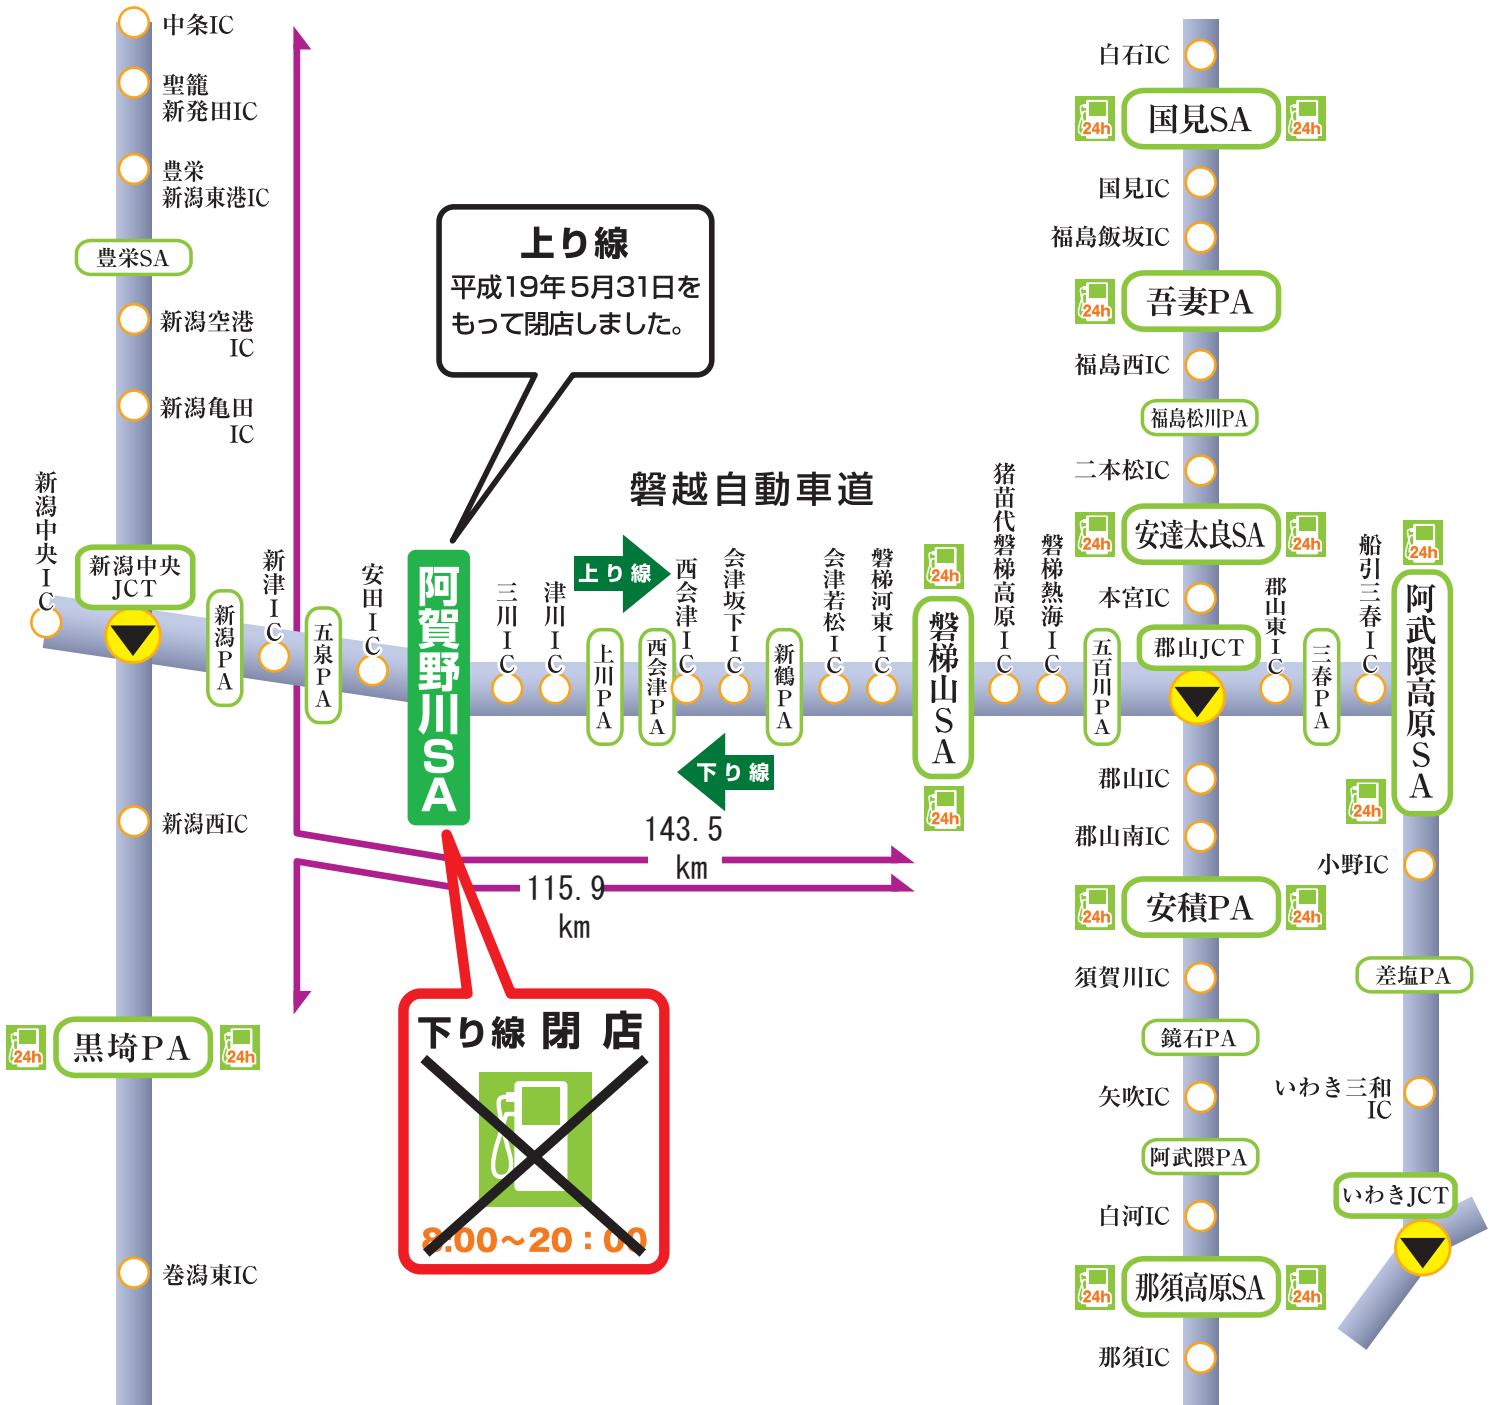 中条IC
聖籠
新発田IC
豊栄
新潟東港IC
豊栄SA
新潟空港
IC
新潟亀田
IC
新潟中央IC
新潟中央
JCT
新潟PA
新津IC
五泉PA
安田IC
新潟西IC
24h
黒埼PA
24h
巻潟東IC
上り線
平成19年5月31日を
もって閉店しました。
磐越自動車道
阿賀野川SA
上り線
下り線
三川IC
津川IC
上川PA
西会津PA
西会津IC
会津坂下IC
新鶴PA
会津若松IC
磐梯河東IC
24h
磐梯山SA
24h
猪苗代磐梯高原IC
磐梯熱海IC
五百川PA
143.5
km
115.9
km
下り線 閉 店
8:00～20：00
白石IC
24h
国見SA
24h
国見IC
福島飯坂IC
24h
吾妻PA
福島西IC
福島松川PA
二本松IC
24h
安達太良SA
24h
本宮IC
郡山JCT
郡山東IC
三春PA
船引三春IC
24h
阿武隈高原SA
24h
郡山IC
郡山南IC
24h
安積PA
24h
須賀川IC
鏡石PA
矢吹IC
阿武隈PA
白河IC
24h
那須高原SA
24h
那須IC
小野IC
差塩PA
いわき三和
IC
いわきJCT